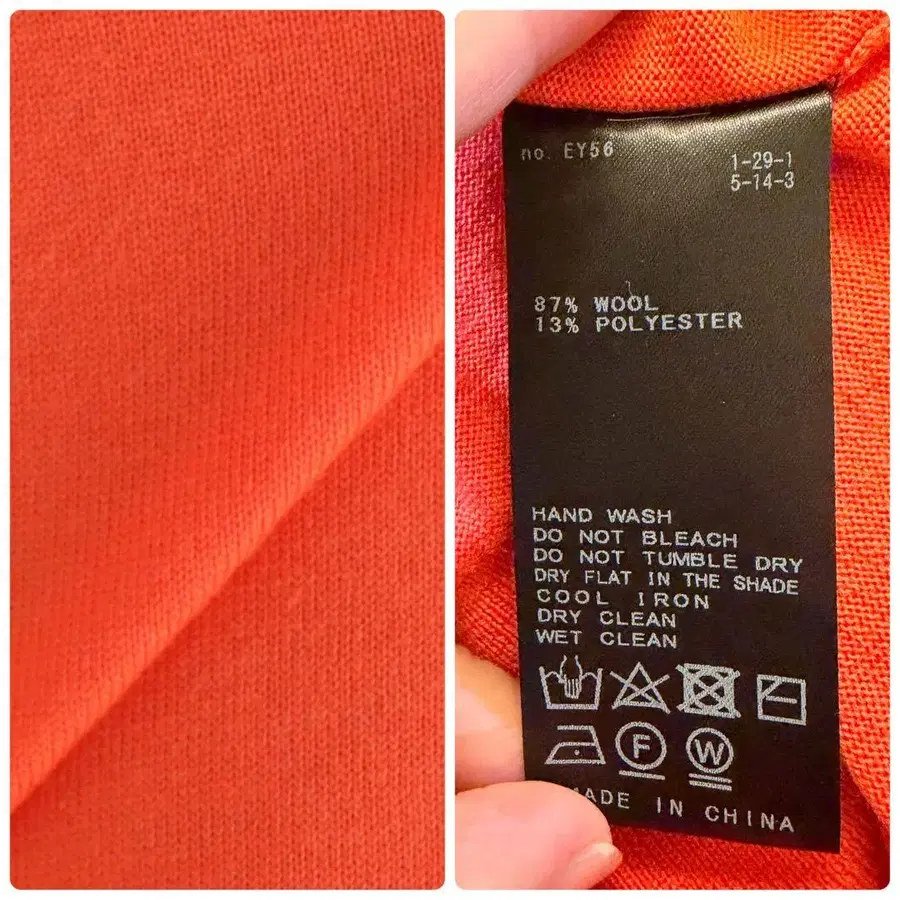 no. EY56
1-29-1
5-14-3
87% WOOL
13% POLYESTER
HAND WASH
DO NOT BLEACH
DO NOT TUMBLE DRY
DRY FLAT IN THE SHADE
COOL IRON
DRY CLEAN
WET CLEAN
F W
MADE IN CHINA